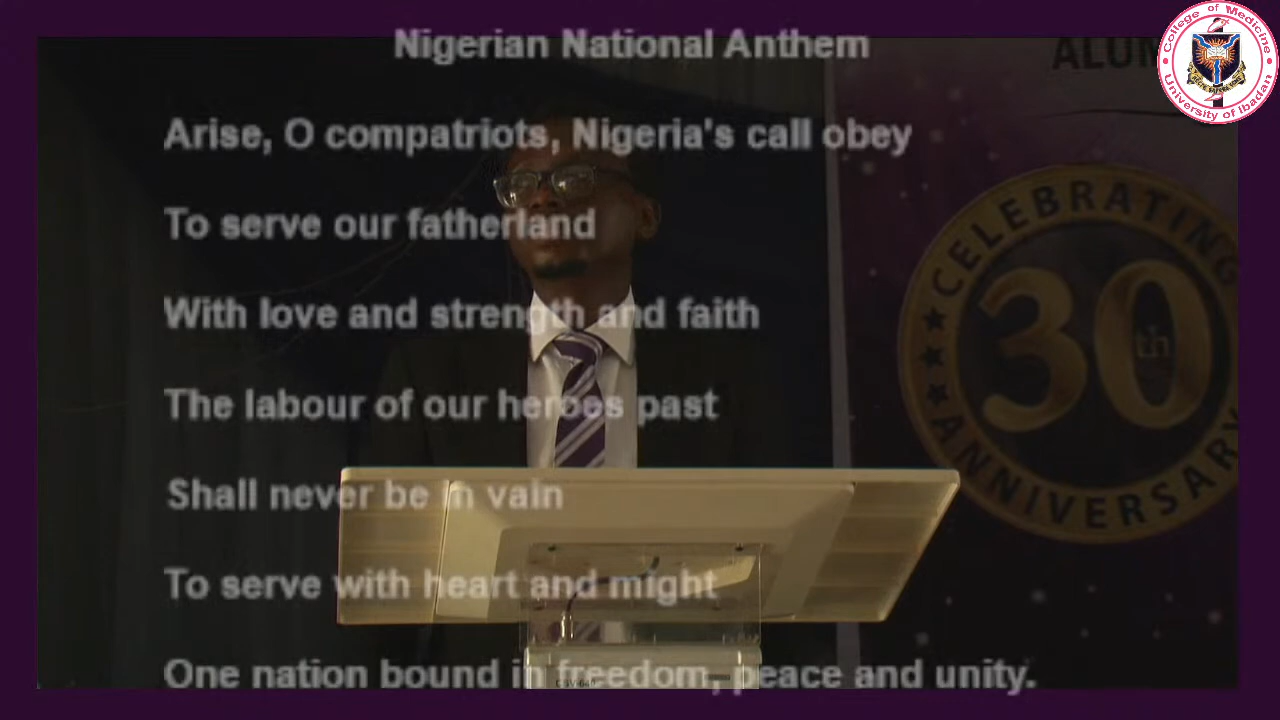 Nigerian National Anthem
Arise, O compatriots, Nigeria's call obey
To serve our fatherland
With love and strength and faith
The labour of our heroes past
Shall never be in vain
To serve with heart and might
One nation bound in freedom, peace and unity.
College of Medicine
University of Ibadan
CELEBRATING
30th
ANNIVERSARY